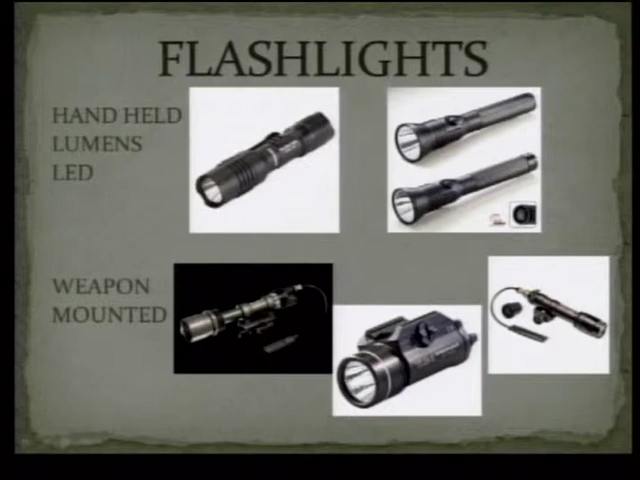 FLASHLIGHTS
HAND HELD
LUMENS
LED
WEAPON
MOUNTED